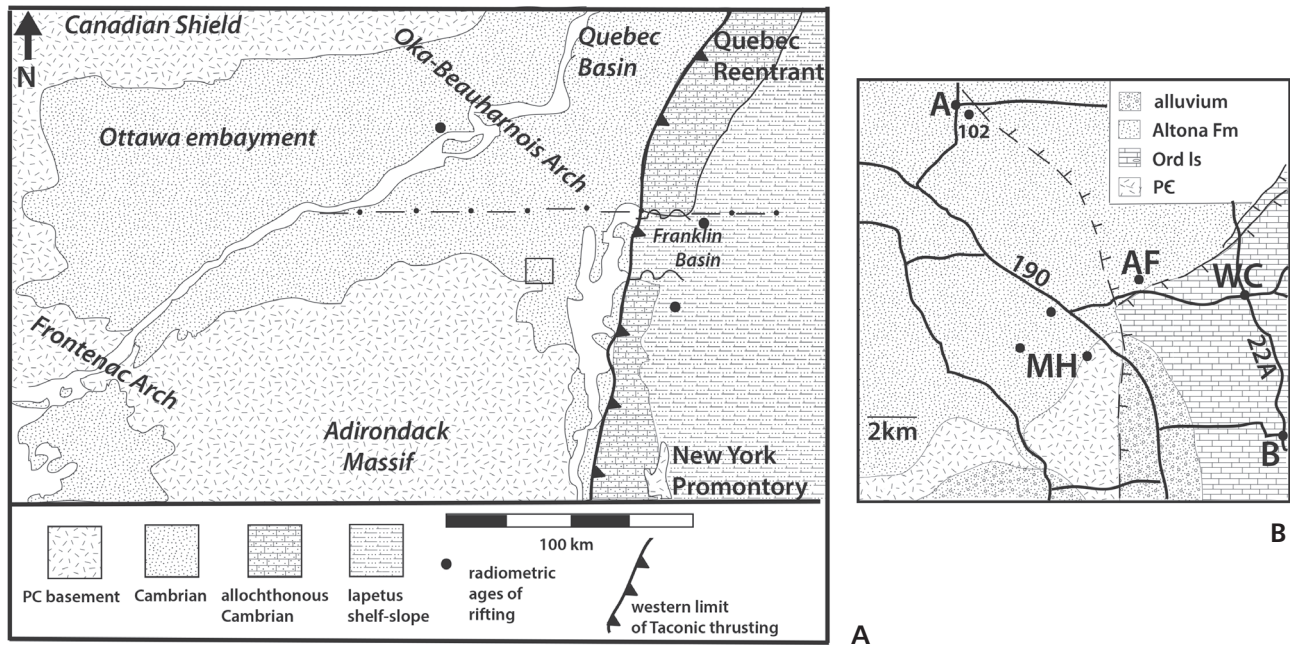 Canadian Shield
N
Ottawa embayment
Oka-Beauharnois Arch
Quebec
Basin
Quebec
Reentrant
Franklin
Basin
Frontenac Arch
Adirondack
Massif
New York
Promontory
PC basement
Cambrian
allochthonous
Cambrian
Iapetus
shelf-slope
100 km
radiometric
ages of
rifting
western limit
of Taconic thrusting
A
A
102
alluvium
Altona Fm
Ord ls
PЄ
190
AF
WC
MH
22A
2km
B
B